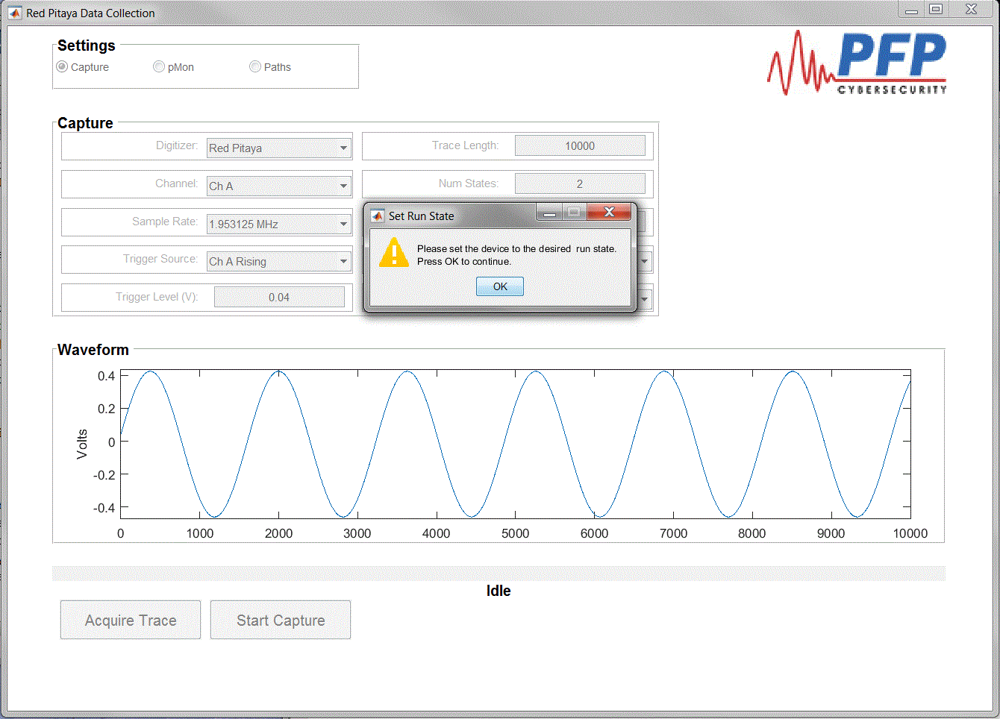 Red Pitaya Data Collection
Settings
Capture
pMon
Paths
PFP
CYBERSECURITY
Capture
Digitizer: Red Pitaya
Trace Length: 10000
Channel: Ch A
Num States: 2
Sample Rate: 1.953125 MHz
Trigger Source: Ch A Rising
Trigger Level (V): 0.04
Set Run State
Please set the device to the desired run state.
Press OK to continue.
OK
Waveform
Volts
0.4
0.2
0
-0.2
-0.4
0 1000 2000 3000 4000 5000 6000 7000 8000 9000 10000
Idle
Acquire Trace
Start Capture